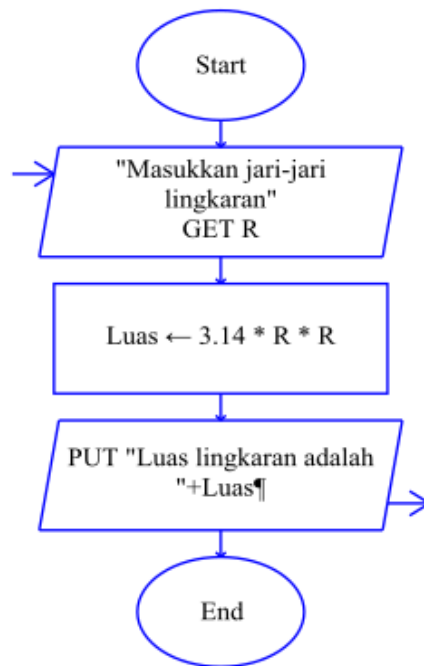 Start
"Masukkan jari-jari
lingkaran"
GET R
Luas ← 3.14 * R * R
PUT "Luas lingkaran adalah
"+Luas¶
End